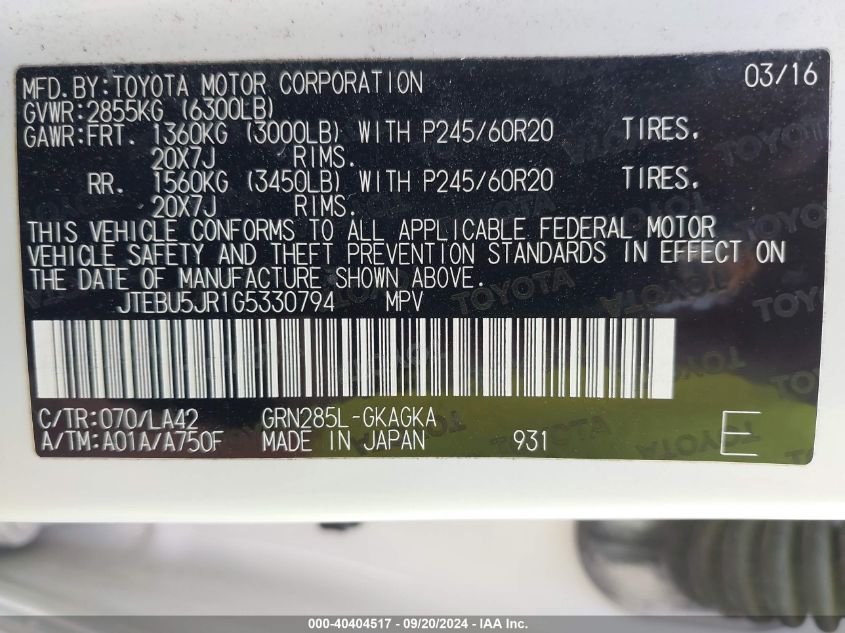 MFD.BY:TOYOTA MOTOR CORPORATION 03/16
GVWR:2855KG (6300LB)
GAWR:FRT. 1360KG (3000LB) WITH P245/60R20 TIRES.
20X7J RIMS.
RR. 1560KG (3450LB) WITH P245/60R20 TIRES.
20X7J RIMS.
THIS VEHICLE CONFORMS TO ALL APPLICABLE FEDERAL MOTOR
VEHICLE SAFETY AND THEFT PREVENTION STANDARDS IN EFFECT ON
THE DATE OF MANUFACTURE SHOWN ABOVE.
JTEBU5JR1G5330794 MPV
C/TR:070/LA42 GRN285L-GKAGKA
A/TM:A01A/A750F MADE IN JAPAN 931 E
000-40404517 - 09/20/2024 - IAA Inc.